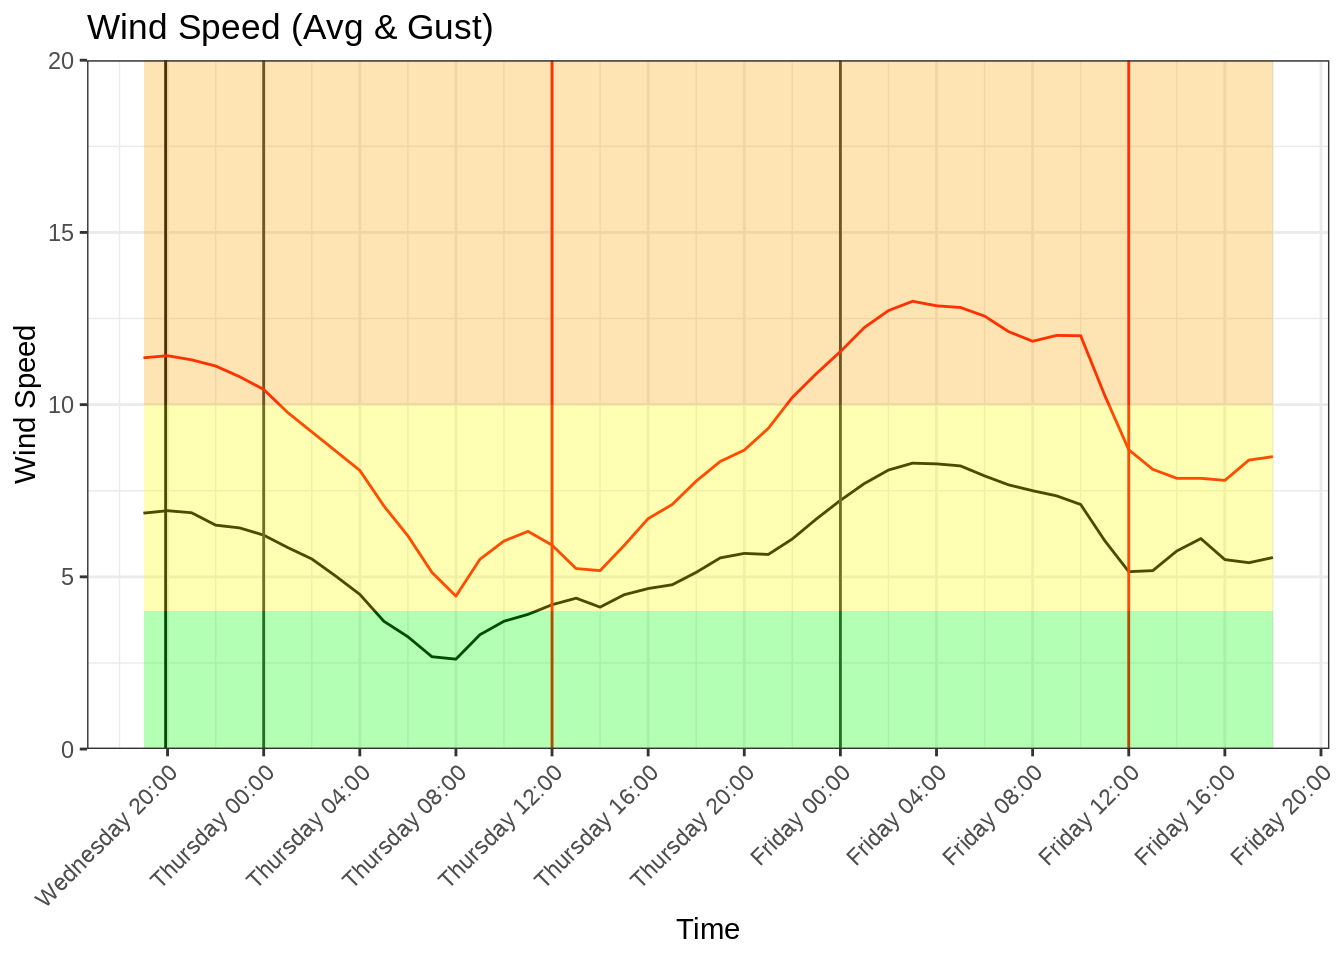 Wind Speed (Avg & Gust)
20
15
10
5
0
Wind Speed
Wednesday 20:00
Thursday 00:00
Thursday 04:00
Thursday 08:00
Thursday 12:00
Thursday 16:00
Thursday 20:00
Friday 00:00
Friday 04:00
Friday 08:00
Friday 12:00
Friday 16:00
Friday 20:00
Time